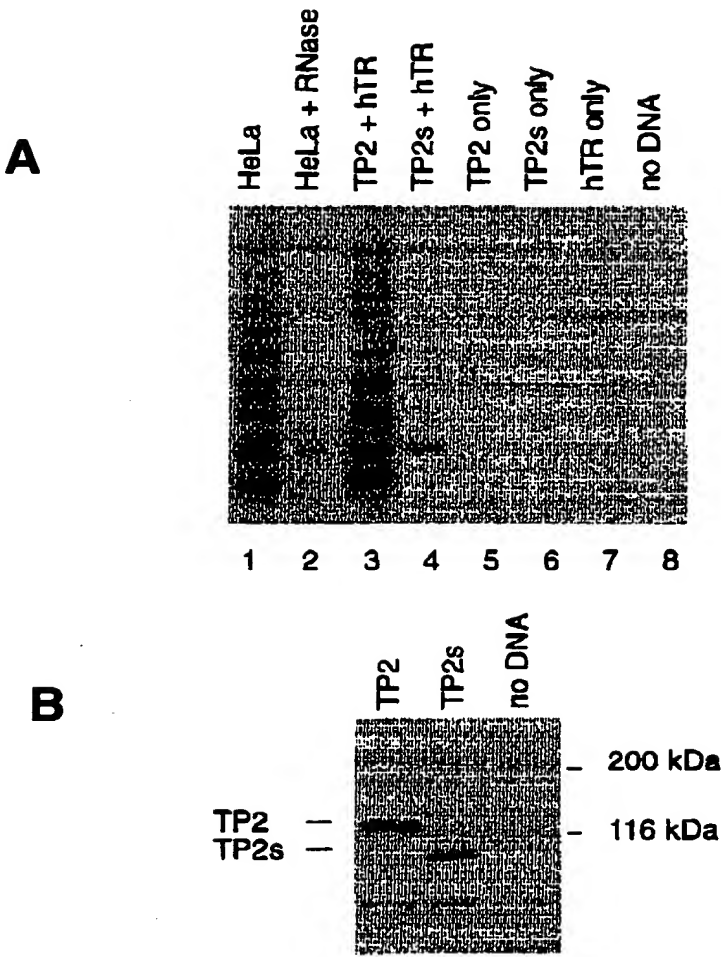 A
HeLa
HeLa + RNase
TP2 + hTR
TP2s + hTR
TP2 only
TP2s only
hTR only
no DNA
1 2 3 4 5 6 7 8
B
TP2
TP2s
no DNA
200 kDa
TP2
116 kDa
TP2s